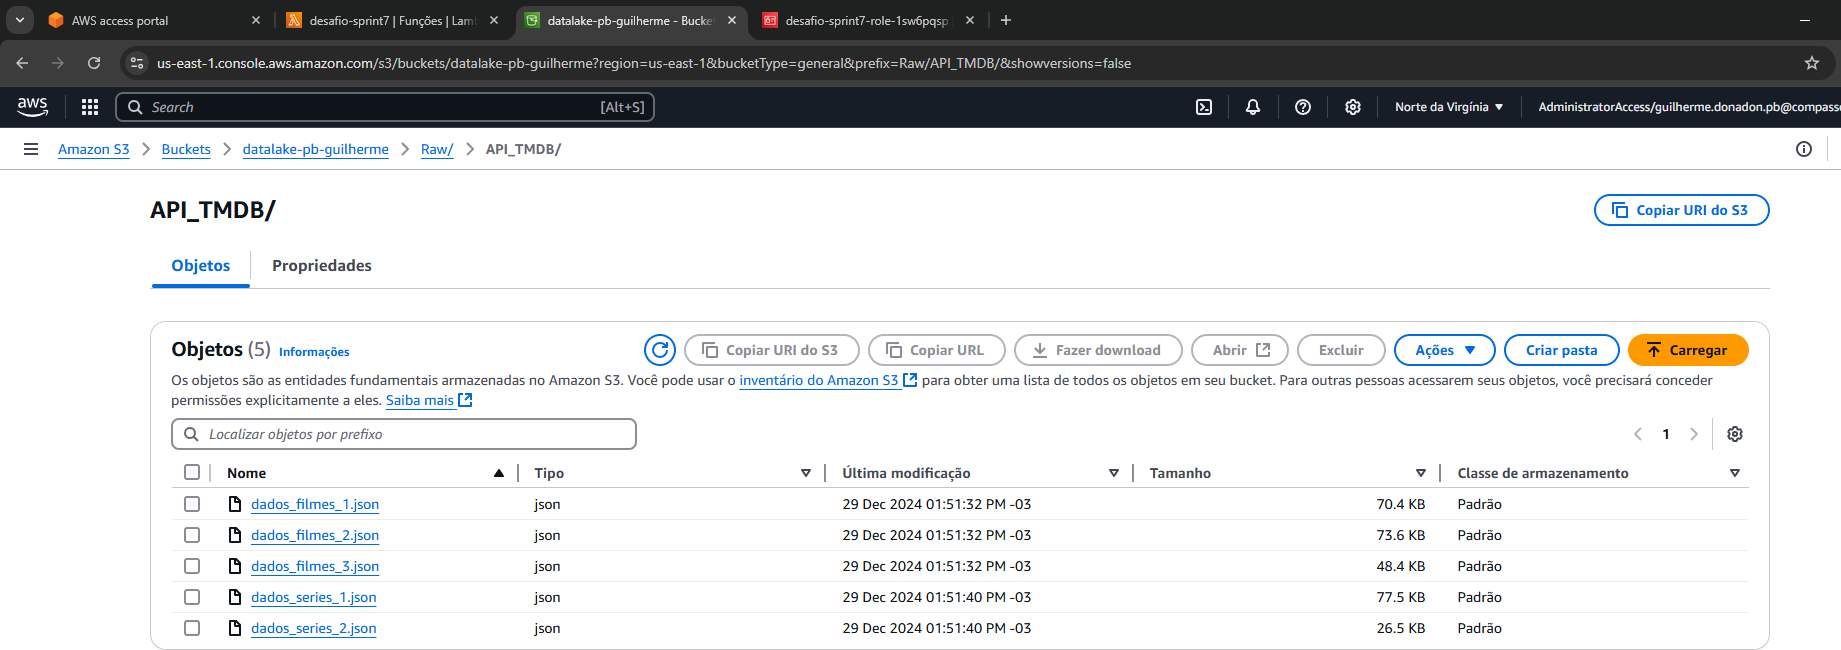 AWS access portal
desafio-sprint7 | Funções | Lam
datalake-pb-guilherme - Bucke
desafio-sprint7-role-1sw6pqsp
us-east-1.console.aws.amazon.com/s3/buckets/datalake-pb-guilherme?region=us-east-1&bucketType=general&prefix=Raw/API_TMDB/&showversions=false
aws
Search
[Alt+S]
Norte da Virgínia
AdministratorAccess/guilherme.donadon.pb@compasso
Amazon S3 > Buckets > datalake-pb-guilherme > Raw/ > API_TMDB/
API_TMDB/
Copiar URI do S3
Objetos
Propriedades
Objetos (5) Informações
Copiar URI do S3
Copiar URL
Fazer download
Abrir
Excluir
Ações
Criar pasta
Carregar
Os objetos são as entidades fundamentais armazenadas no Amazon S3. Você pode usar o inventário do Amazon S3 para obter uma lista de todos os objetos em seu bucket. Para outras pessoas acessarem seus objetos, você precisará conceder
permissões explicitamente a eles. Saiba mais
Localizar objetos por prefixo
1
Nome Tipo Última modificação Tamanho Classe de armazenamento
dados_filmes_1.json json 29 Dec 2024 01:51:32 PM -03 70.4 KB Padrão
dados_filmes_2.json json 29 Dec 2024 01:51:32 PM -03 73.6 KB Padrão
dados_filmes_3.json json 29 Dec 2024 01:51:32 PM -03 48.4 KB Padrão
dados_series_1.json json 29 Dec 2024 01:51:40 PM -03 77.5 KB Padrão
dados_series_2.json json 29 Dec 2024 01:51:40 PM -03 26.5 KB Padrão